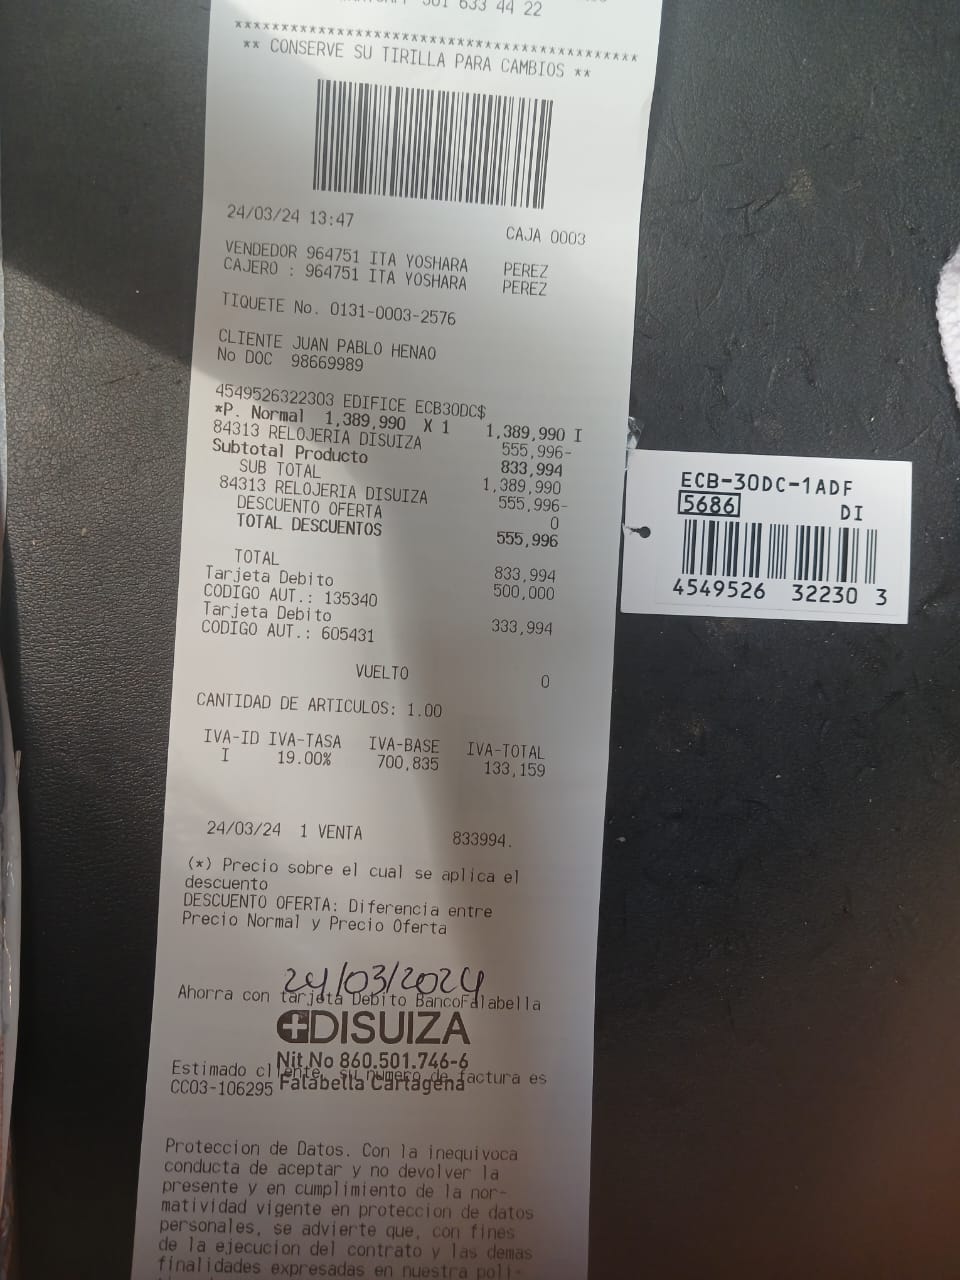 501 633 44 22
****************************************
** CONSERVE SU TIRILLA PARA CAMBIOS **
24/03/24 13:47 CAJA 0003
VENDEDOR 964751 ITA YOSHARA PEREZ
CAJERO : 964751 ITA YOSHARA PEREZ
TIQUETE No. 0131-0003-2576
CLIENTE JUAN PABLO HENAO
No DOC 98669989
4549526322303 EDIFICE ECB30DC$
*P. Normal 1,389,990 X 1 1,389,990 I
84313 RELOJERIA DISUIZA 555,996-
Subtotal Producto 833,994
SUB TOTAL 1,389,990
84313 RELOJERIA DISUIZA 555,996-
DESCUENTO OFERTA 0
TOTAL DESCUENTOS 555,996
TOTAL 833,994
Tarjeta Debito 500,000
CODIGO AUT.: 135340
Tarjeta Debito 333,994
CODIGO AUT.: 605431
VUELTO 0
CANTIDAD DE ARTICULOS: 1.00
IVA-ID IVA-TASA IVA-BASE IVA-TOTAL
I 19.00% 700,835 133,159
24/03/24 1 VENTA 833994.
(*) Precio sobre el cual se aplica el
descuento
DESCUENTO OFERTA: Diferencia entre
Precio Normal y Precio Oferta
24/03/2024
Ahorra con tarjeta Debito BancoFalabella
DISUIZA
Nit.No 860.501.746-6
Estimado cliente, su numero de factura es
CC03-106295 Falabella Cartagena
Proteccion de Datos. Con la inequivoca
conducta de aceptar y no devolver la
presente y en cumplimiento de la nor-
matividad vigente en proteccion de datos
personales, se advierte que, con fines
de la ejecucion del contrato y las demas
finalidades expresadas en nuestra poli-
ECB-30DC-1ADF
5686 DI
4549526 32230 3